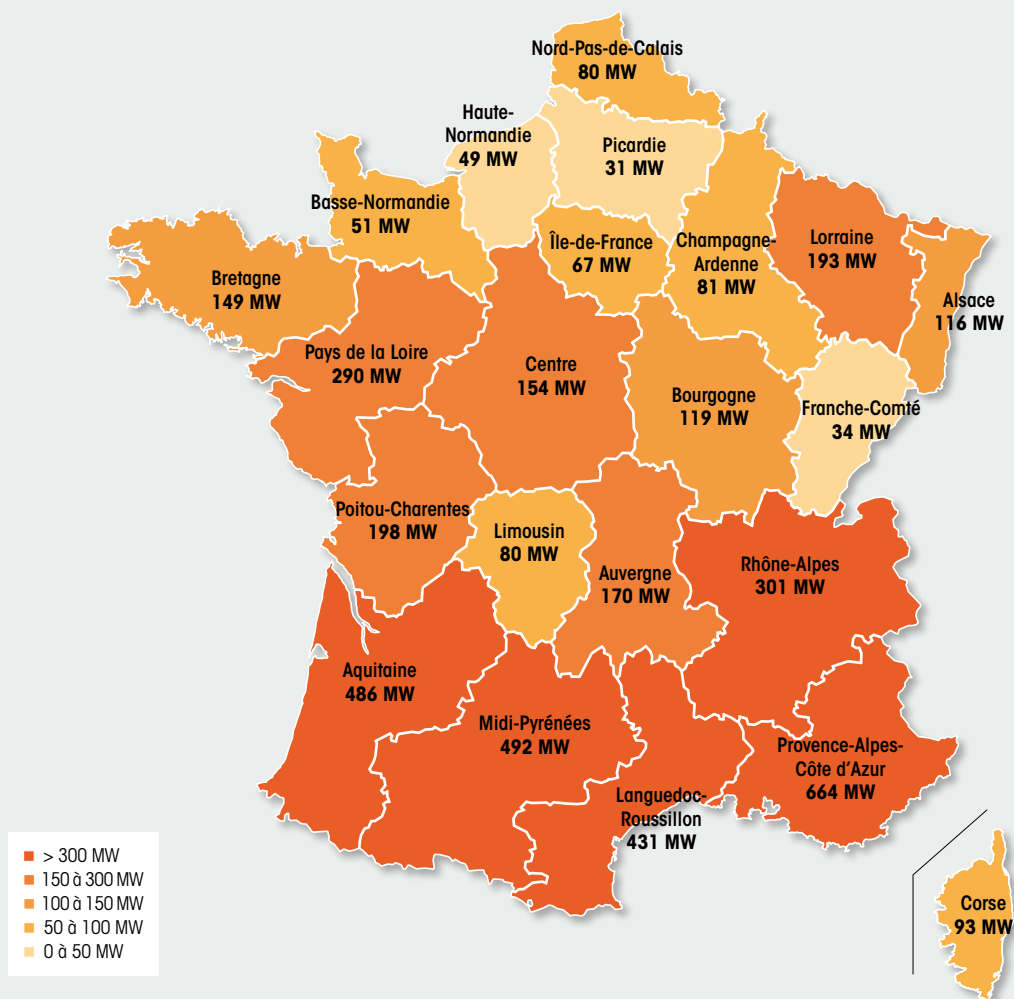 Nord-Pas-de-Calais
80 MW
Haute-
Normandie
49 MW
Picardie
31 MW
Basse-Normandie
51 MW
Île-de-France
67 MW
Champagne-
Ardenne
81 MW
Lorraine
193 MW
Alsace
116 MW
Bretagne
149 MW
Pays de la Loire
290 MW
Centre
154 MW
Bourgogne
119 MW
Franche-Comté
34 MW
Poitou-Charentes
198 MW
Limousin
80 MW
Auvergne
170 MW
Rhône-Alpes
301 MW
Aquitaine
486 MW
Midi-Pyrénées
492 MW
Languedoc-
Roussillon
431 MW
Provence-Alpes-
Côte d'Azur
664 MW
Corse
93 MW
> 300 MW
150 à 300 MW
100 à 150 MW
50 à 100 MW
0 à 50 MW